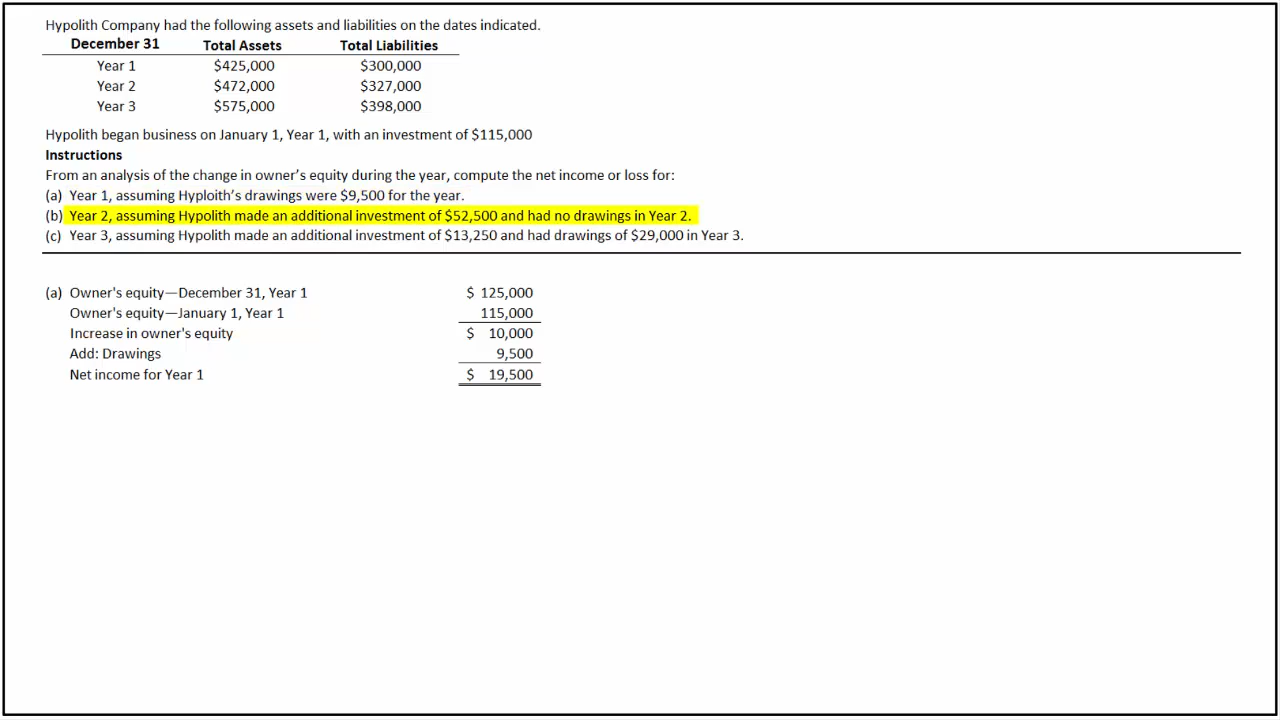 Hypolith Company had the following assets and liabilities on the dates indicated.
December 31 Total Assets Total Liabilities
Year 1 $425,000 $300,000
Year 2 $472,000 $327,000
Year 3 $575,000 $398,000
Hypolith began business on January 1, Year 1, with an investment of $115,000
Instructions
From an analysis of the change in owner's equity during the year, compute the net income or loss for:
(a) Year 1, assuming Hyploith's drawings were $9,500 for the year.
(b) Year 2, assuming Hypolith made an additional investment of $52,500 and had no drawings in Year 2.
(c) Year 3, assuming Hypolith made an additional investment of $13,250 and had drawings of $29,000 in Year 3.
(a) Owner's equity—December 31, Year 1 $ 125,000
Owner's equity—January 1, Year 1 115,000
Increase in owner's equity $ 10,000
Add: Drawings 9,500
Net income for Year 1 $ 19,500